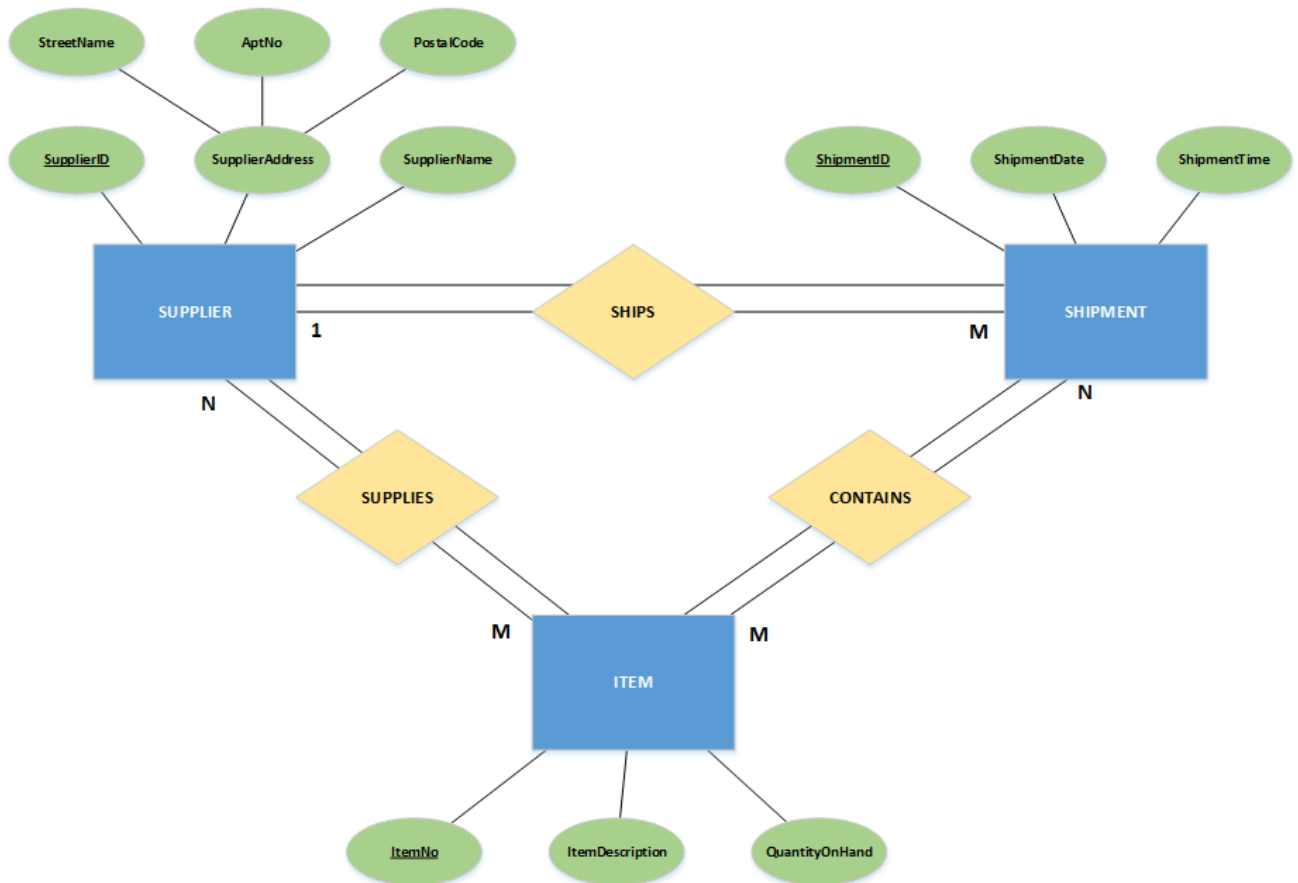 StreetName
AptNo
PostalCode
SupplierID
SupplierAddress
SupplierName
ShipmentID
ShipmentDate
ShipmentTime
SUPPLIER
SHIPS
SHIPMENT
1
M
N
N
SUPPLIES
CONTAINS
M
M
ITEM
ItemNo
ItemDescription
QuantityOnHand